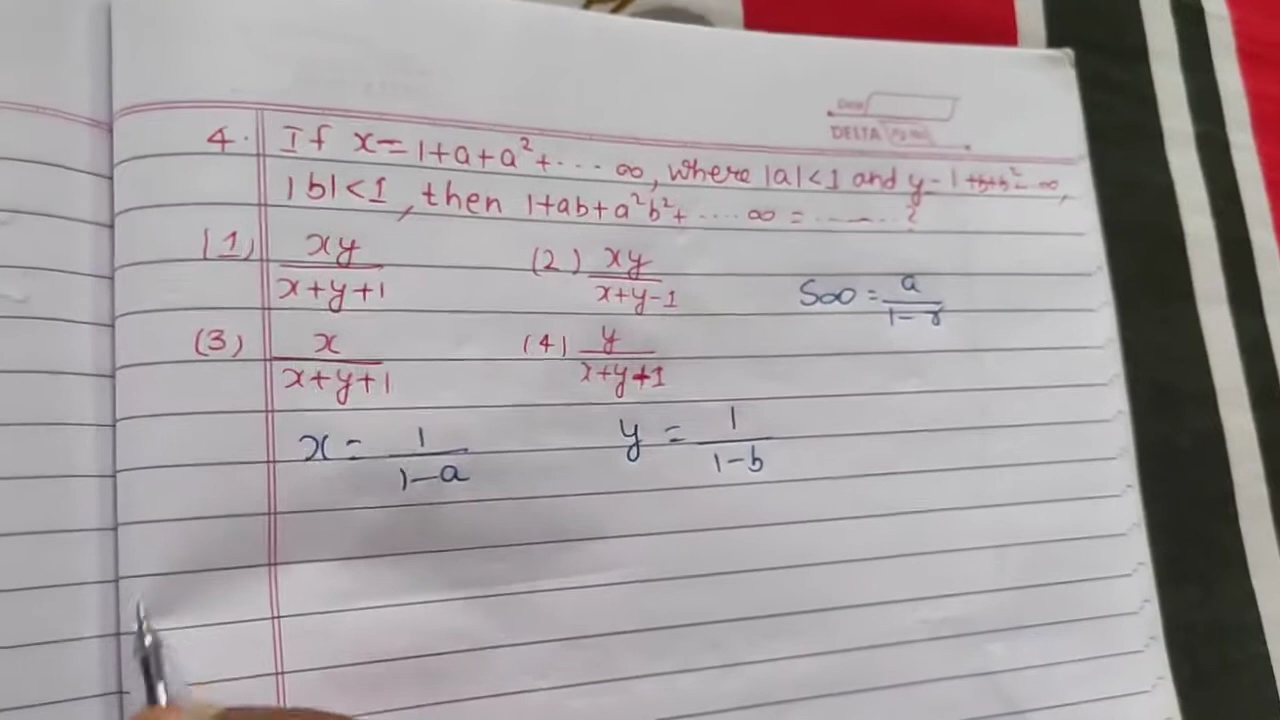 DELTA
4. If x=1+a+a²+.... ∞, where |a|<1 and y-1+b+b²-∞,
|b|<1, then 1+ab+a²b²+.... ∞ = ........ ?
(1) xy/x+y+1 (2) xy/x+y-1
S∞ = a/1-r
(3) x/x+y+1 (4) y/x+y+1
x = 1/1-a y = 1/1-b